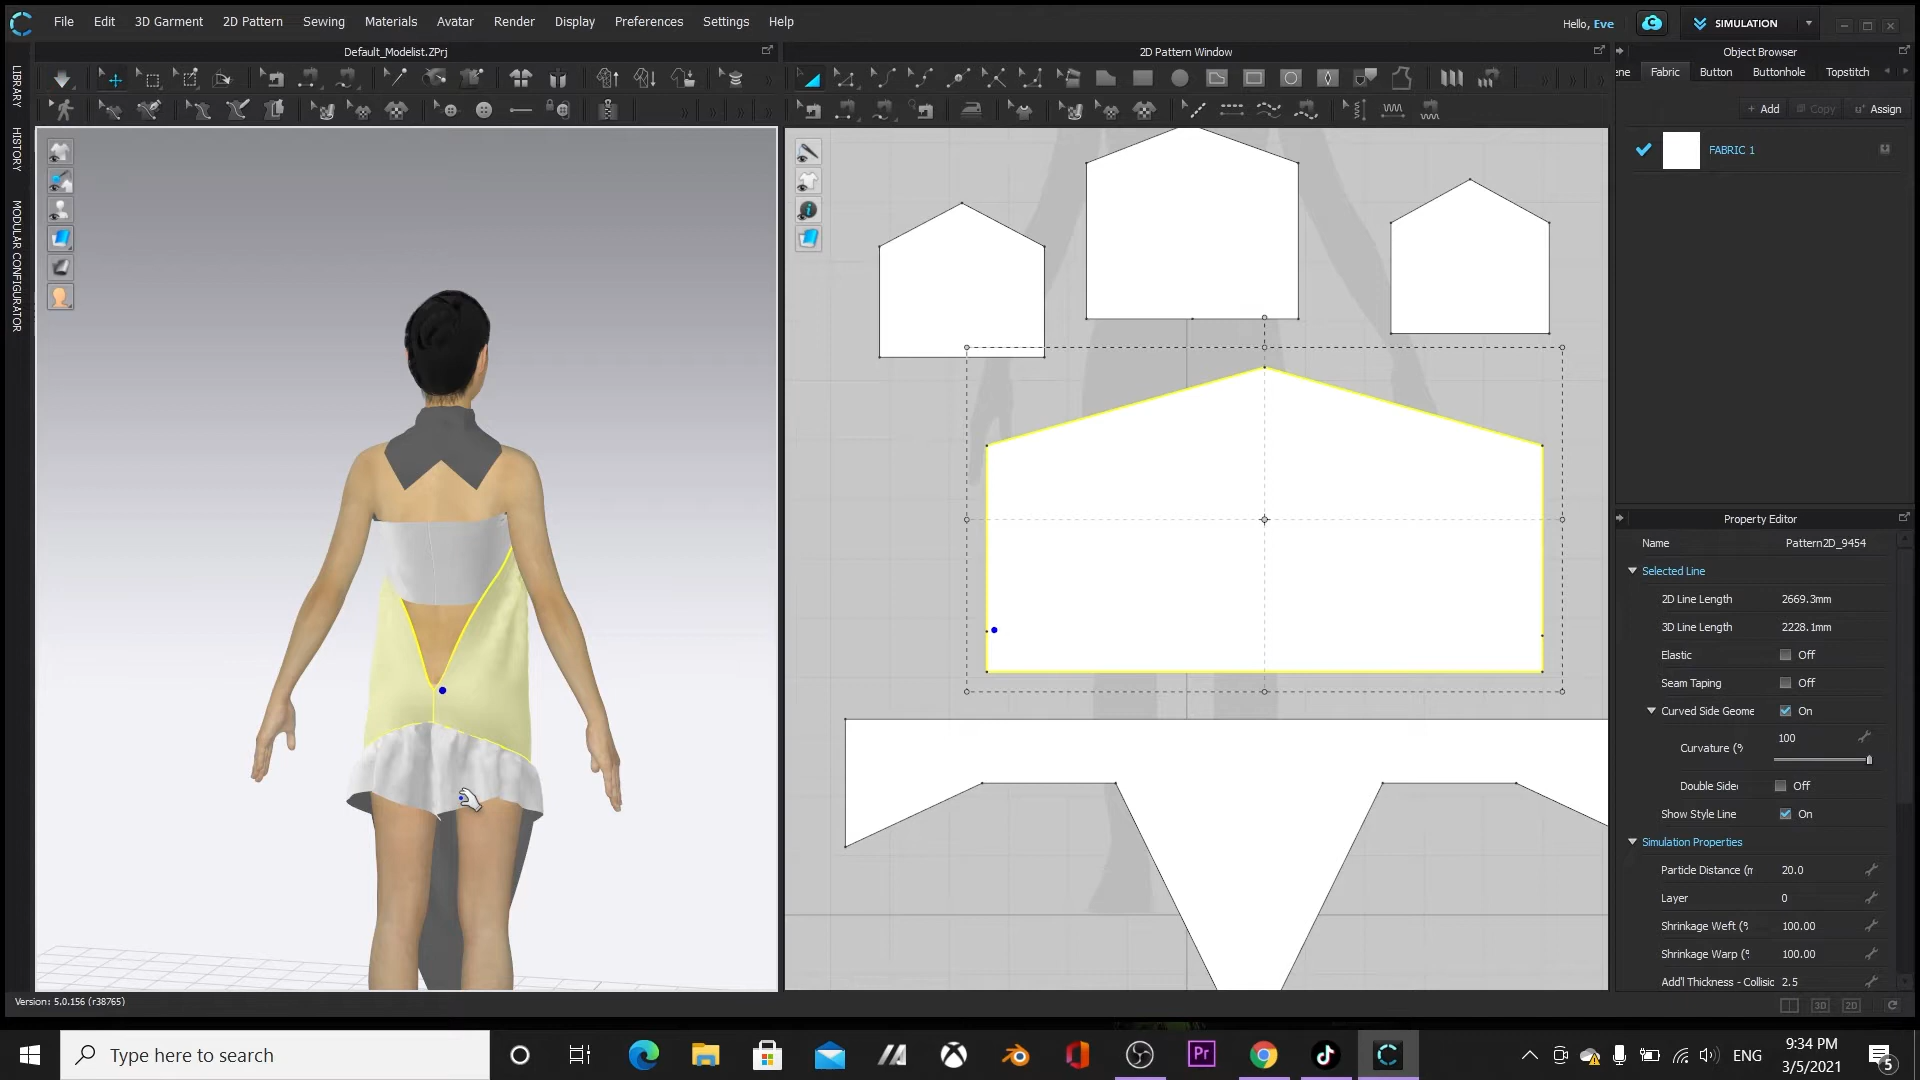 File Edit 3D Garment 2D Pattern Sewing Materials Avatar Render Display Preferences Settings Help
Hello, Eve
SIMULATION
Default_Modelist.ZPrj
2D Pattern Window
Object Browser
ene Fabric Button Buttonhole Topstitch
+ Add Copy Assign
FABRIC 1
LIBRARY
HISTORY
MODULAR CONFIGURATOR
Property Editor
Name Pattern2D_9454
Selected Line
2D Line Length 2669.3mm
3D Line Length 2228.1mm
Elastic Off
Seam Taping Off
Curved Side Geome On
Curvature (% 100
Double Side Off
Show Style Line On
Simulation Properties
Particle Distance (m 20.0
Layer 0
Shrinkage Weft (% 100.00
Shrinkage Warp (% 100.00
Add'l Thickness - Collisic 2.5
Version: 5.0.156 (r38765)
3D 2D
Type here to search
Pr
ENG
9:34 PM
3/5/2021
5